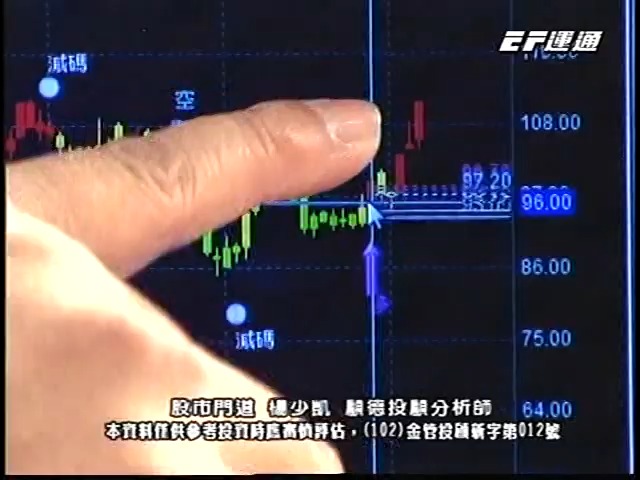 EF運通
減碼
空
108.00
97.20
96.00
86.00
減碼
75.00
股市門道 楊少凱 顧德投顧分析師
64.00
本資料僅供參考投資時應審慎評估，(102)金管投顧新字第012號